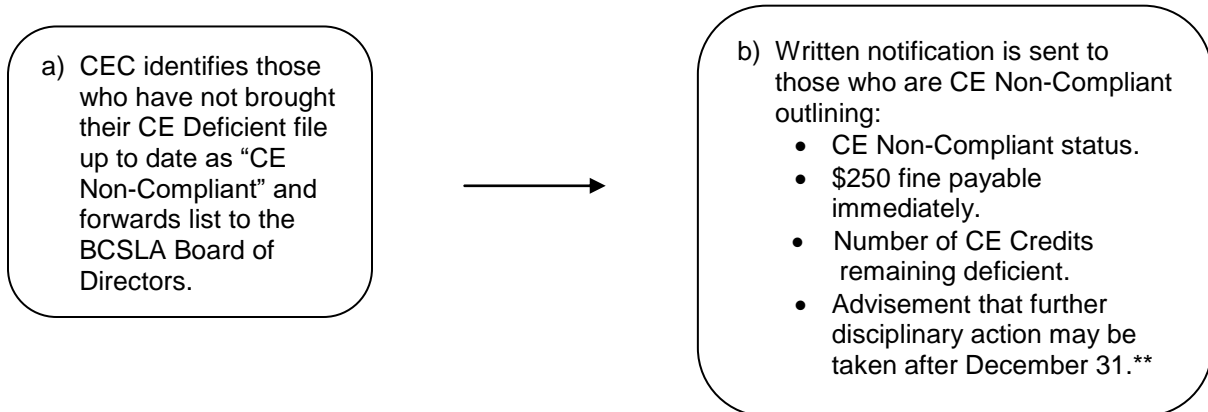 a) CEC identifies those
who have not brought
their CE Deficient file
up to date as “CE
Non-Compliant” and
forwards list to the
BCSLA Board of
Directors.
b) Written notification is sent to
those who are CE Non-Compliant
outlining:
• CE Non-Compliant status.
• $250 fine payable
immediately.
• Number of CE Credits
remaining deficient.
• Advisement that further
disciplinary action may be
taken after December 31.**